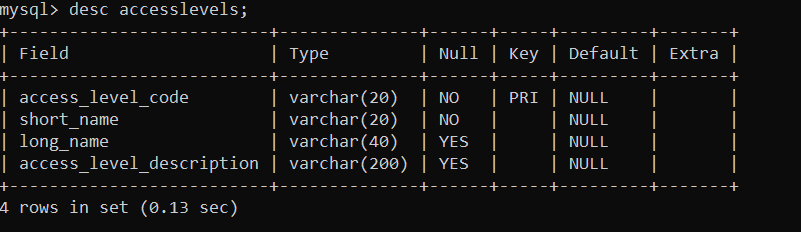 mysql> desc accesslevels;
+--------------------------+--------------+------+-----+---------+-------+
| Field                    | Type         | Null | Key | Default | Extra |
+--------------------------+--------------+------+-----+---------+-------+
| access_level_code        | varchar(20)  | NO   | PRI | NULL    |       |
| short_name               | varchar(20)  | NO   |     | NULL    |       |
| long_name                | varchar(40)  | YES  |     | NULL    |       |
| access_level_description | varchar(200) | YES  |     | NULL    |       |
+--------------------------+--------------+------+-----+---------+-------+
4 rows in set (0.13 sec)